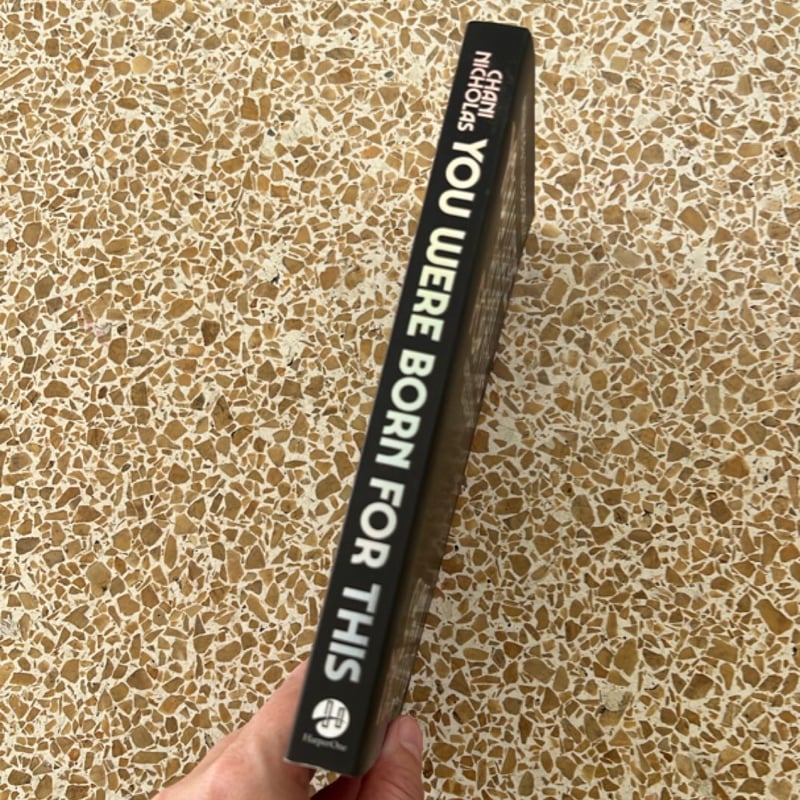 CHANI
NICHOLAS
YOU WERE BORN FOR THIS
H
HarperOne